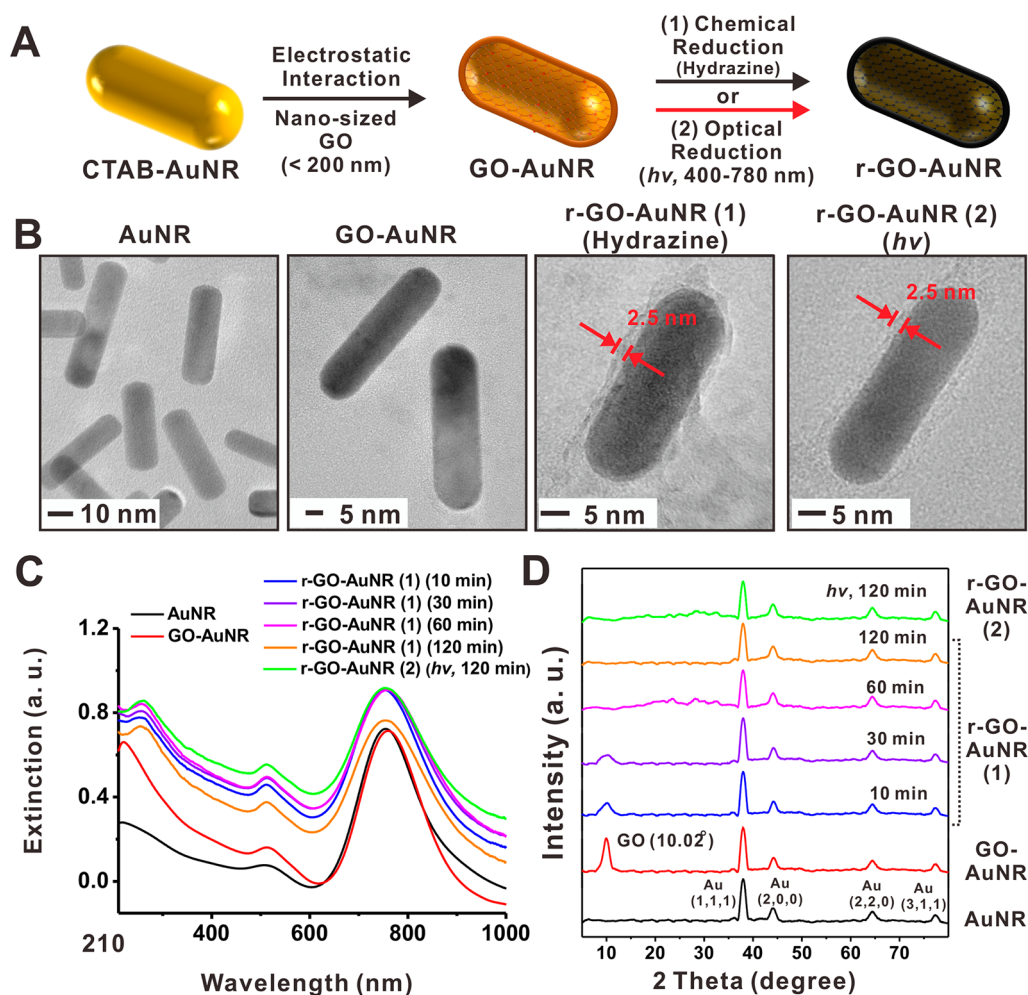 A
CTAB-AuNR
Electrostatic
Interaction
Nano-sized
GO
(< 200 nm)
GO-AuNR
(1) Chemical
Reduction
(Hydrazine)
or
(2) Optical
Reduction
(hv, 400-780 nm)
r-GO-AuNR
B
AuNR
GO-AuNR
r-GO-AuNR (1)
(Hydrazine)
r-GO-AuNR (2)
(hv)
10 nm
5 nm
2.5 nm
5 nm
2.5 nm
5 nm
C
AuNR
GO-AuNR
r-GO-AuNR (1) (10 min)
r-GO-AuNR (1) (30 min)
r-GO-AuNR (1) (60 min)
r-GO-AuNR (1) (120 min)
r-GO-AuNR (2) (hv, 120 min)
Extinction (a. u.)
1.2
0.8
0.4
0.0
210
400
600
800
1000
Wavelength (nm)
D
Intensity (a. u.)
hv, 120 min
120 min
60 min
30 min
10 min
GO (10.02°)
Au
(1,1,1)
Au
(2,0,0)
Au
(2,2,0)
Au
(3,1,1)
r-GO-
AuNR
(2)
r-GO-
AuNR
(1)
GO-
AuNR
AuNR
10
20
30
40
50
60
70
2 Theta (degree)